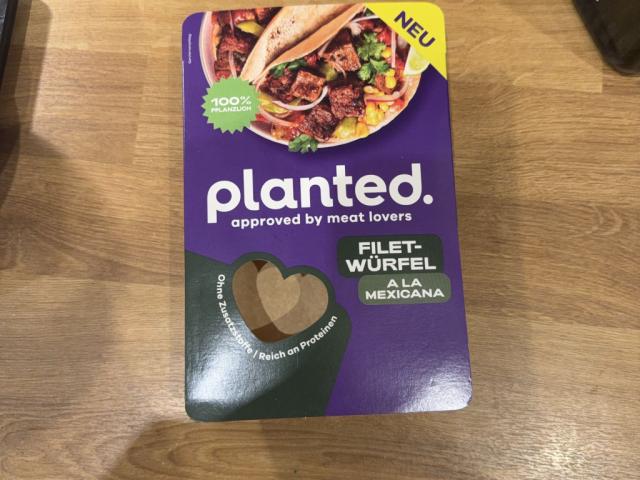 NEU
100%
PFLANZLICH
planted.
approved by meat lovers
FILET-
WÜRFEL
A LA
MEXICANA
Ohne Zusatzstoffe | Reich an Proteinen